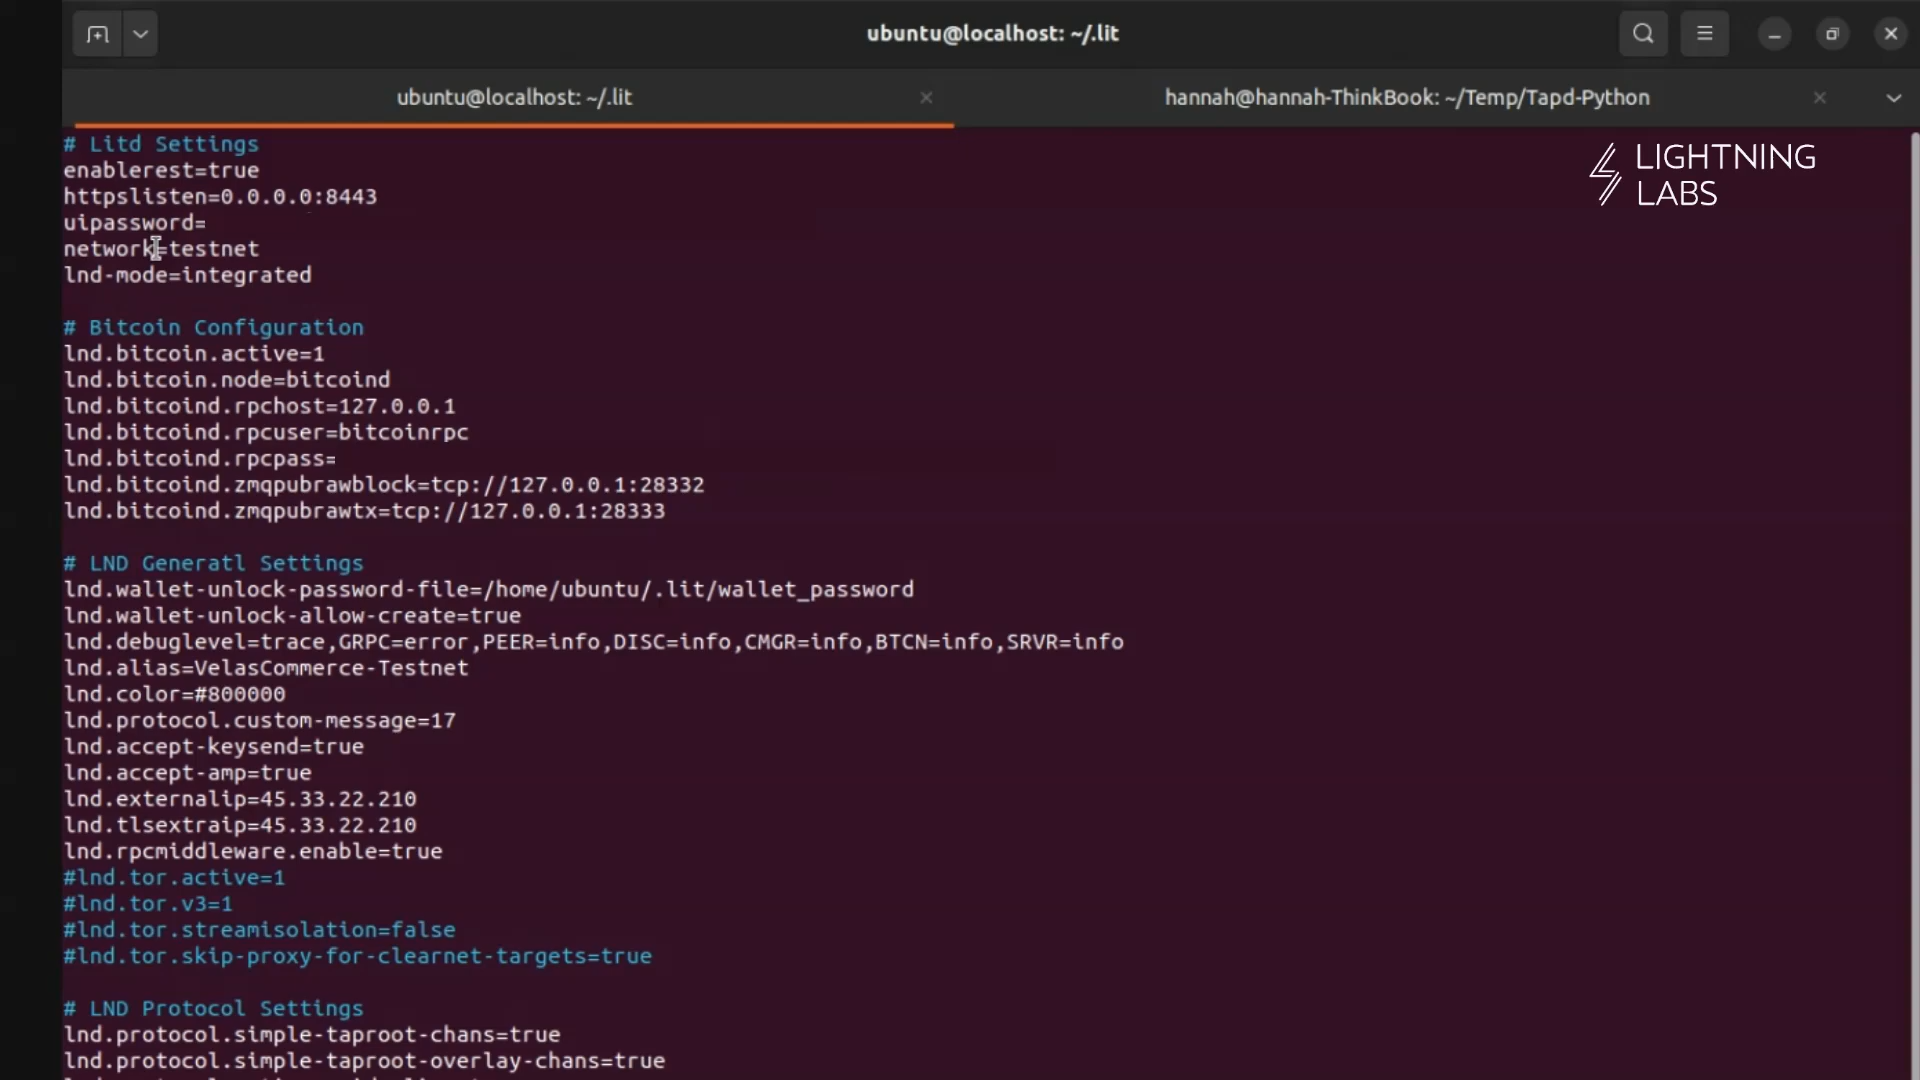 ubuntu@localhost: ~/.lit
ubuntu@localhost: ~/.lit
hannah@hannah-ThinkBook: ~/Temp/Tapd-Python
LIGHTNING
LABS
# Litd Settings
enablerest=true
httpslisten=0.0.0.0:8443
uipassword=
network=testnet
lnd-mode=integrated
# Bitcoin Configuration
lnd.bitcoin.active=1
lnd.bitcoin.node=bitcoind
lnd.bitcoind.rpchost=127.0.0.1
lnd.bitcoind.rpcuser=bitcoinrpc
lnd.bitcoind.rpcpass=
lnd.bitcoind.zmqpubrawblock=tcp://127.0.0.1:28332
lnd.bitcoind.zmqpubrawtx=tcp://127.0.0.1:28333
# LND Generatl Settings
lnd.wallet-unlock-password-file=/home/ubuntu/.lit/wallet_password
lnd.wallet-unlock-allow-create=true
lnd.debuglevel=trace,GRPC=error,PEER=info,DISC=info,CMGR=info,BTCN=info,SRVR=info
lnd.alias=VelasCommerce-Testnet
lnd.color=#800000
lnd.protocol.custom-message=17
lnd.accept-keysend=true
lnd.accept-amp=true
lnd.externalip=45.33.22.210
lnd.tlsextraip=45.33.22.210
lnd.rpcmiddleware.enable=true
#lnd.tor.active=1
#lnd.tor.v3=1
#lnd.tor.streamisolation=false
#lnd.tor.skip-proxy-for-clearnet-targets=true
# LND Protocol Settings
lnd.protocol.simple-taproot-chans=true
lnd.protocol.simple-taproot-overlay-chans=true